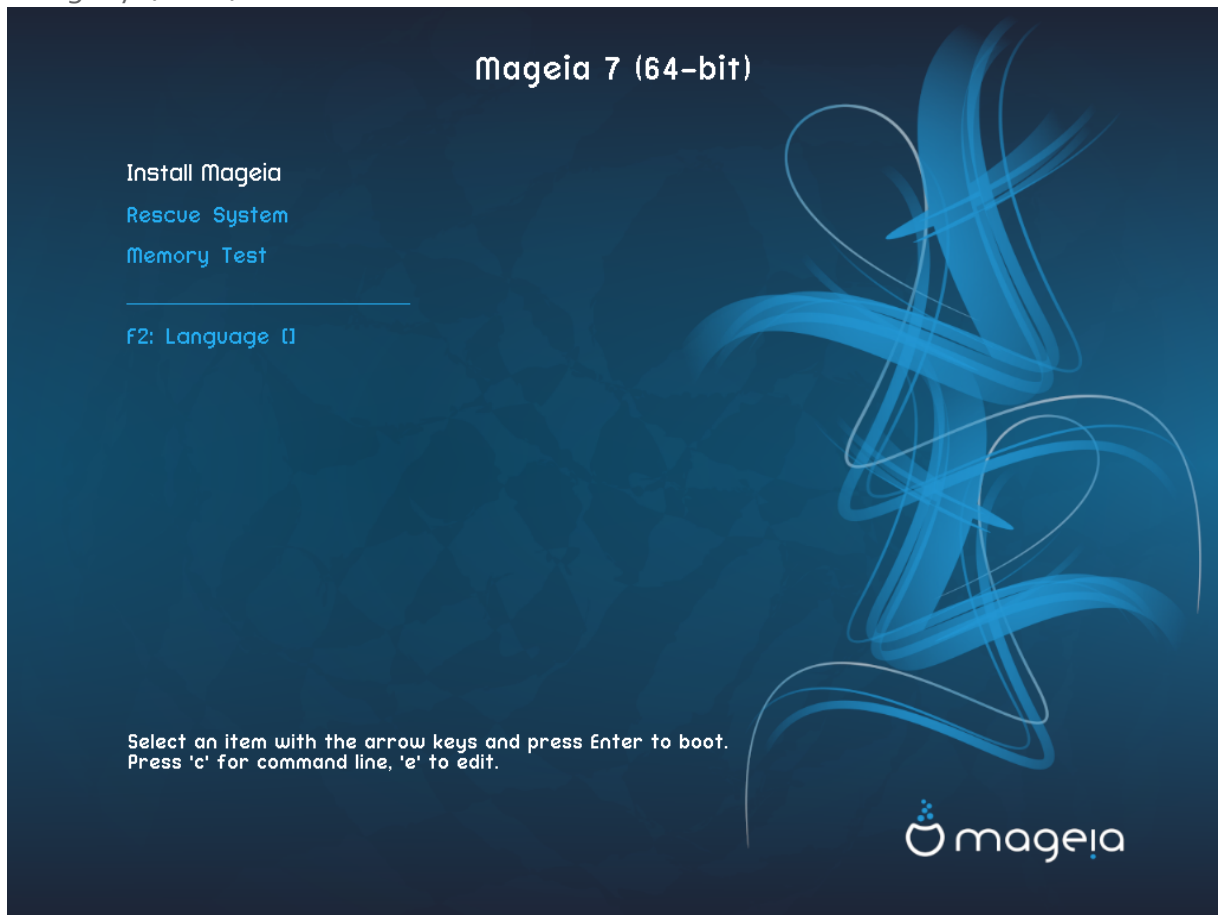 Mageia 7 (64-bit)
Install Mageia
Rescue System
Memory Test
F2: Language []
Select an item with the arrow keys and press Enter to boot.
Press 'c' for command line, 'e' to edit.
mageia